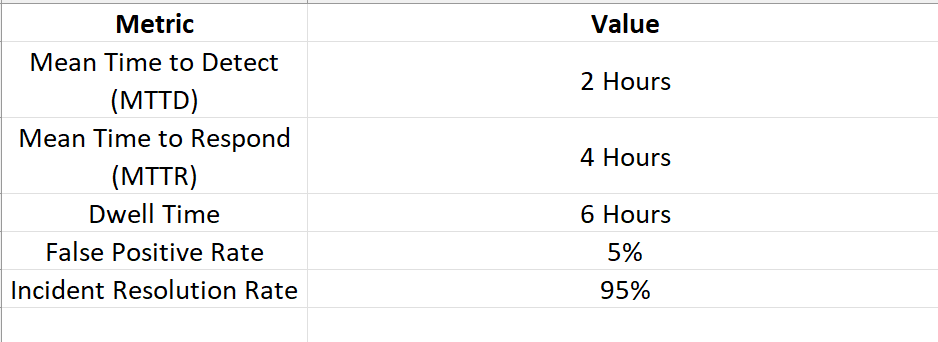 Metric Value
Mean Time to Detect
(MTTD) 2 Hours
Mean Time to Respond
(MTTR) 4 Hours
Dwell Time 6 Hours
False Positive Rate 5%
Incident Resolution Rate 95%